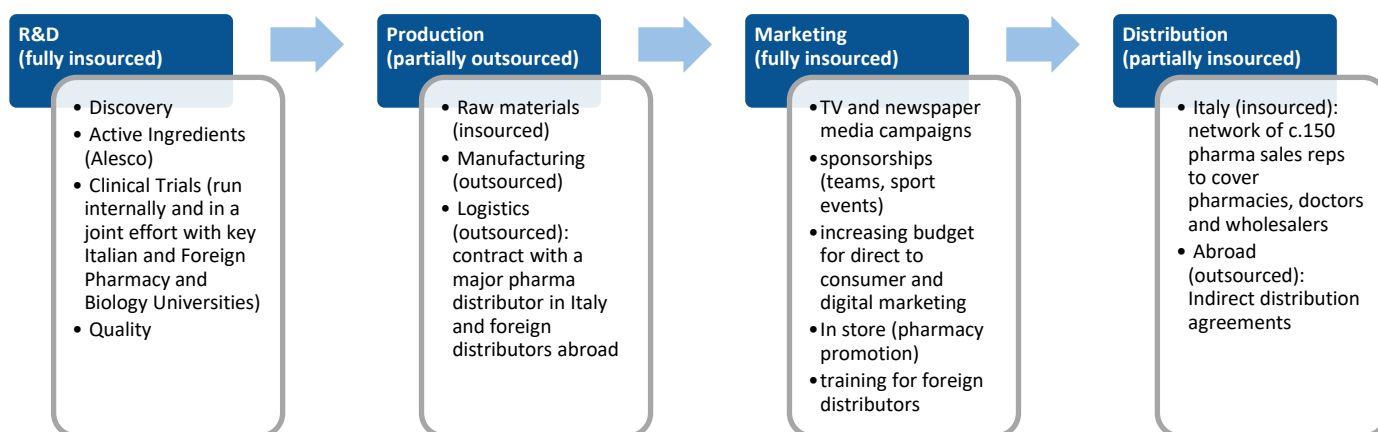 R&D
(fully insourced)
• Discovery
• Active Ingredients
(Alesco)
• Clinical Trials (run
internally and in a
joint effort with key
Italian and Foreign
Pharmacy and
Biology Universities)
• Quality
Production
(partially outsourced)
• Raw materials
(insourced)
• Manufacturing
(outsourced)
• Logistics
(outsourced):
contract with a
major pharma
distributor in Italy
and foreign
distributors abroad
Marketing
(fully insourced)
•TV and newspaper
media campaigns
•sponsorships
(teams, sport
events)
•increasing budget
for direct to
consumer and
digital marketing
•In store (pharmacy
promotion)
•training for foreign
distributors
Distribution
(partially insourced)
• Italy (insourced):
network of c.150
pharma sales reps
to cover
pharmacies, doctors
and wholesalers
• Abroad
(outsourced):
Indirect distribution
agreements